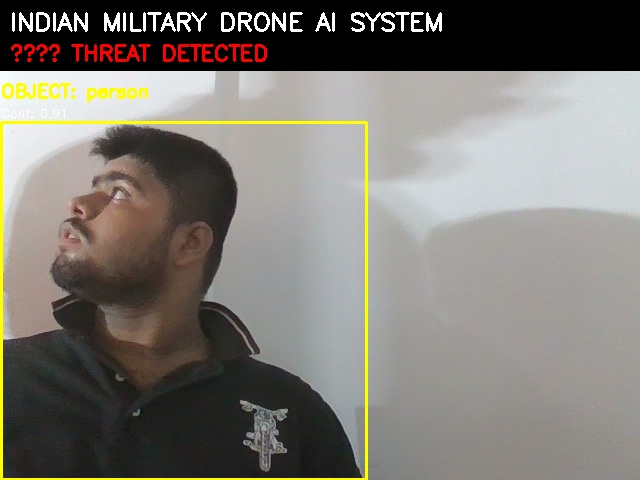 INDIAN MILITARY DRONE AI SYSTEM
???? THREAT DETECTED
OBJECT: person
Conf: 0.91